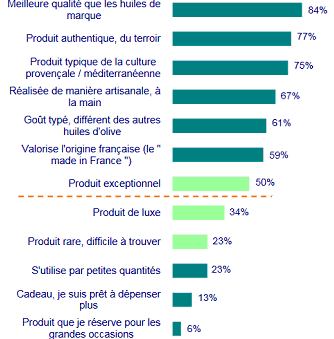 Meilleure qualité que les huiles de
marque
84%
Produit authentique, du terroir
77%
Produit typique de la culture
provençale / méditerranéenne
75%
Réalisée de manière artisanale, à
la main
67%
Goût typé, différent des autres
huiles d'olive
61%
Valorise l'origine française (le "
made in France ")
59%
Produit exceptionnel
50%
Produit de luxe
34%
Produit rare, difficile à trouver
23%
S'utilise par petites quantités
23%
Cadeau, je suis prêt à dépenser
plus
13%
Produit que je réserve pour les
grandes occasions
6%